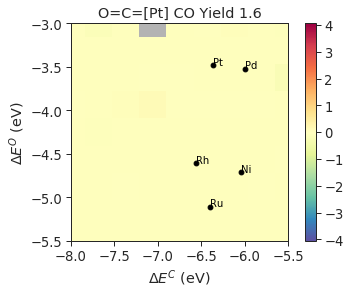 O=C=[Pt] CO Yield 1.6
−3.0
−3.5
−4.0
−4.5
−5.0
−5.5
ΔE^O (eV)
Pt
Pd
Rh
Ni
Ru
−8.0 −7.5 −7.0 −6.5 −6.0 −5.5
ΔE^C (eV)
4
3
2
1
0
−1
−2
−3
−4